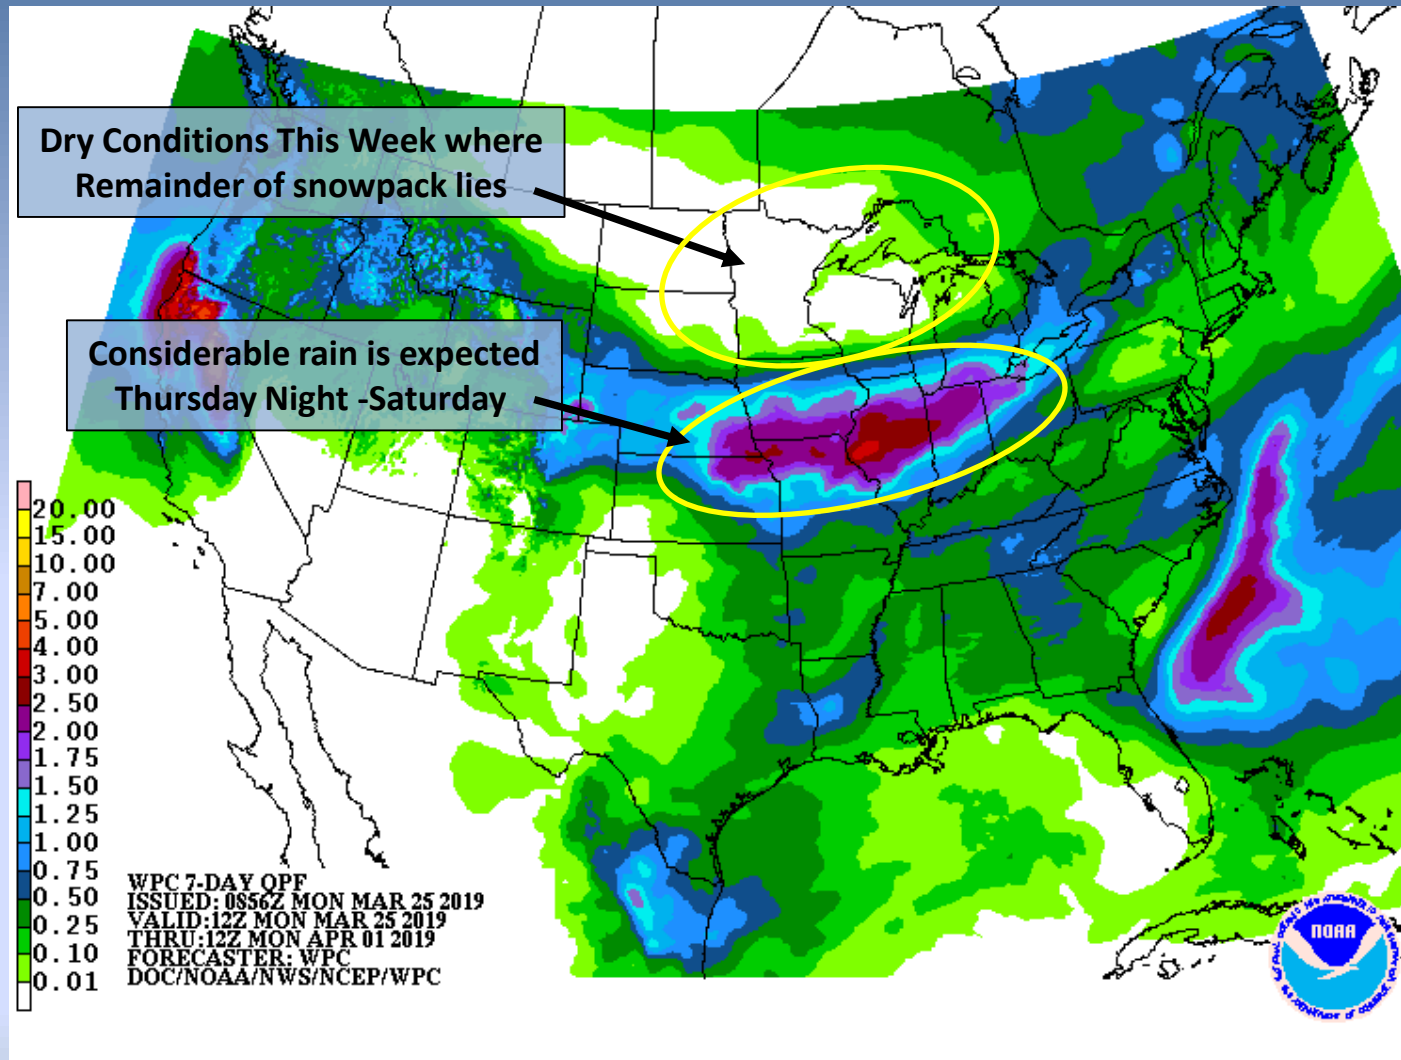 Dry Conditions This Week where
Remainder of snowpack lies
Considerable rain is expected
Thursday Night -Saturday
20.00
15.00
10.00
7.00
5.00
4.00
3.00
2.50
2.00
1.75
1.50
1.25
1.00
0.75
0.50
0.25
0.10
0.01
WPC 7-DAY QPF
ISSUED: 0856Z MON MAR 25 2019
VALID:12Z MON MAR 25 2019
THRU:12Z MON APR 01 2019
FORECASTER: WPC
DOC/NOAA/NWS/NCEP/WPC
NOAA